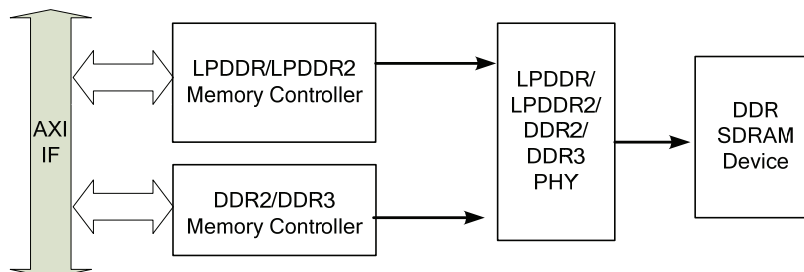 AXI
IF
LPDDR/LPDDR2
Memory Controller
DDR2/DDR3
Memory Controller
LPDDR/
LPDDR2/
DDR2/
DDR3
PHY
DDR
SDRAM
Device